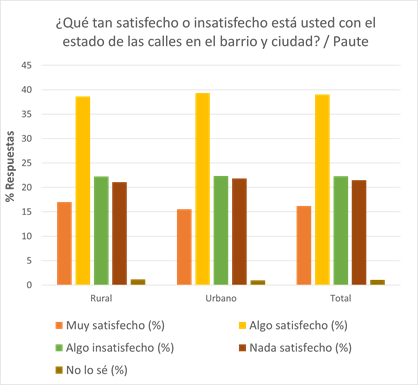 ¿Qué tan satisfecho o insatisfecho está usted con el
estado de las calles en el barrio y ciudad? / Paute
% Respuestas
45
40
35
30
25
20
15
10
5
0
Rural
Urbano
Total
Muy satisfecho (%)
Algo satisfecho (%)
Algo insatisfecho (%)
Nada satisfecho (%)
No lo sé (%)